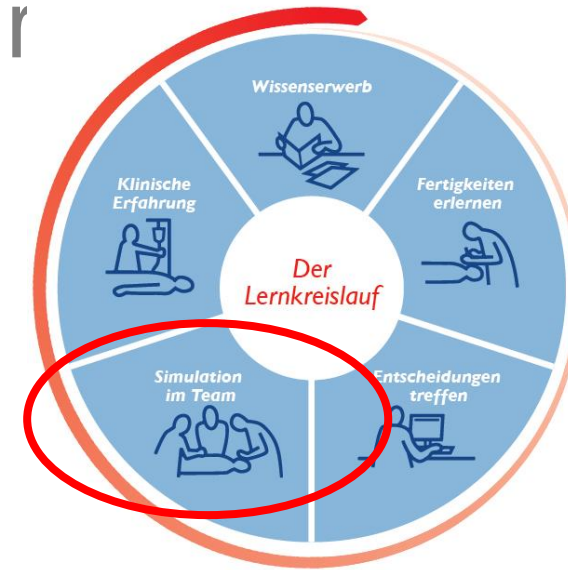 r
Wissenserwerb
Klinische
Erfahrung
Fertigkeiten
erlernen
Der
Lernkreislauf
Simulation
im Team
Entscheidungen
treffen